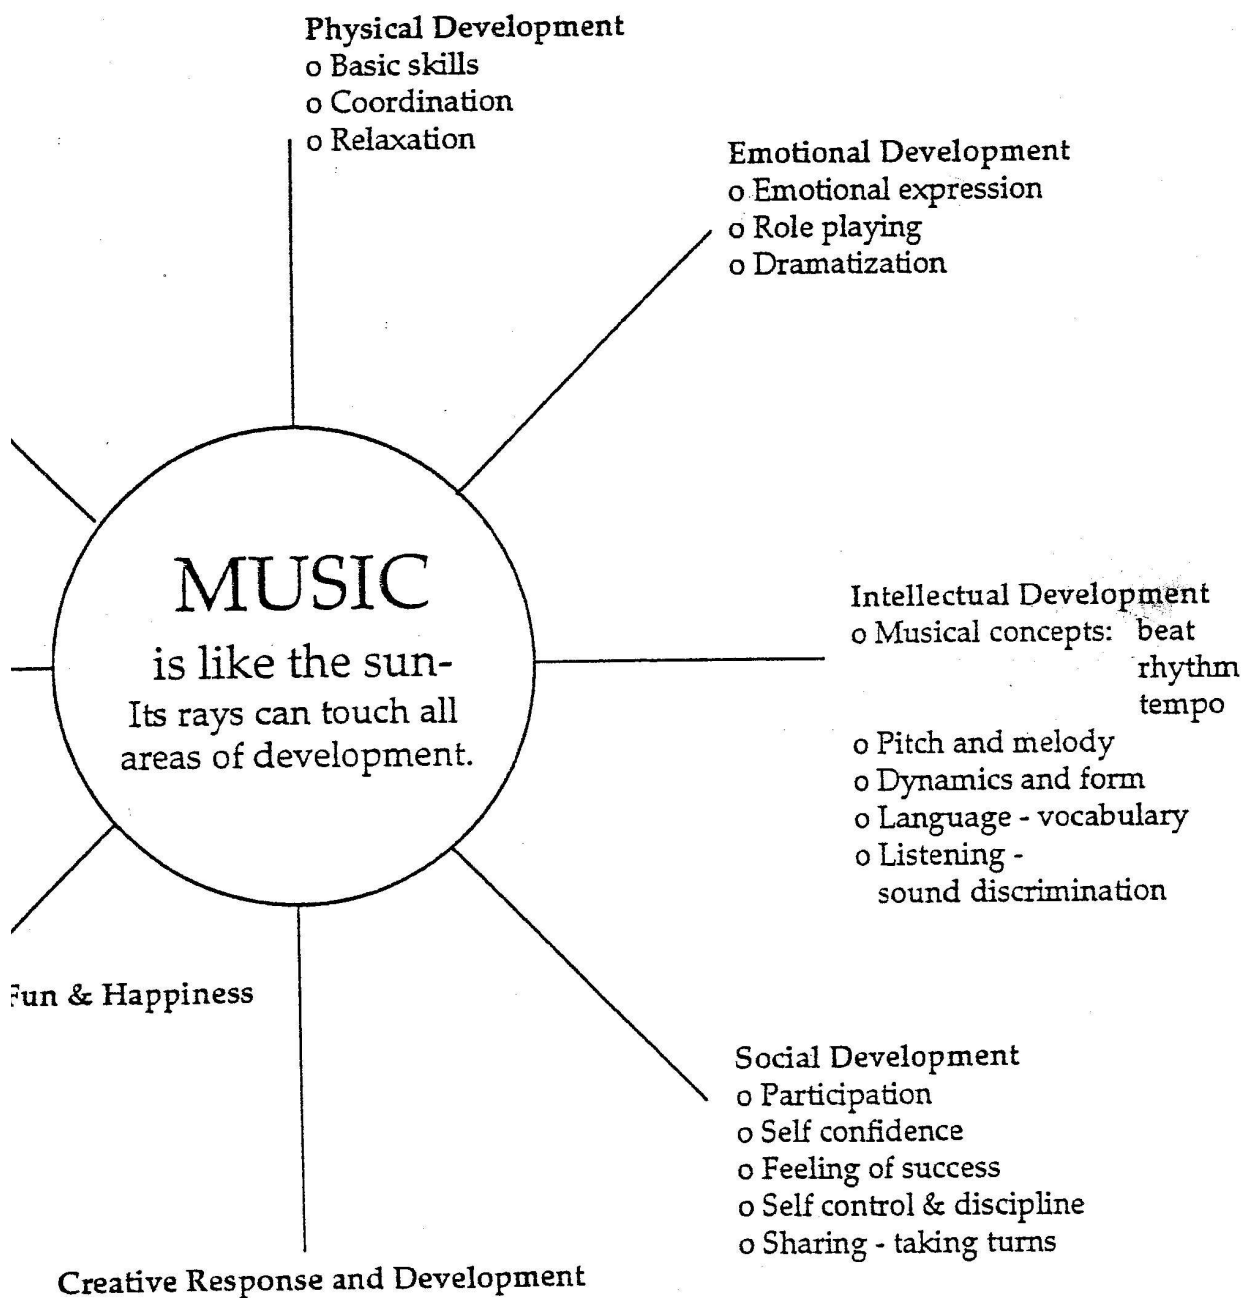 Physical Development
o Basic skills
o Coordination
o Relaxation
Emotional Development
o Emotional expression
o Role playing
o Dramatization
MUSIC
is like the sun-
Its rays can touch all
areas of development.
Intellectual Development
o Musical concepts: beat
rhythm
tempo
o Pitch and melody
o Dynamics and form
o Language - vocabulary
o Listening -
sound discrimination
Fun & Happiness
Social Development
o Participation
o Self confidence
o Feeling of success
o Self control & discipline
o Sharing - taking turns
Creative Response and Development